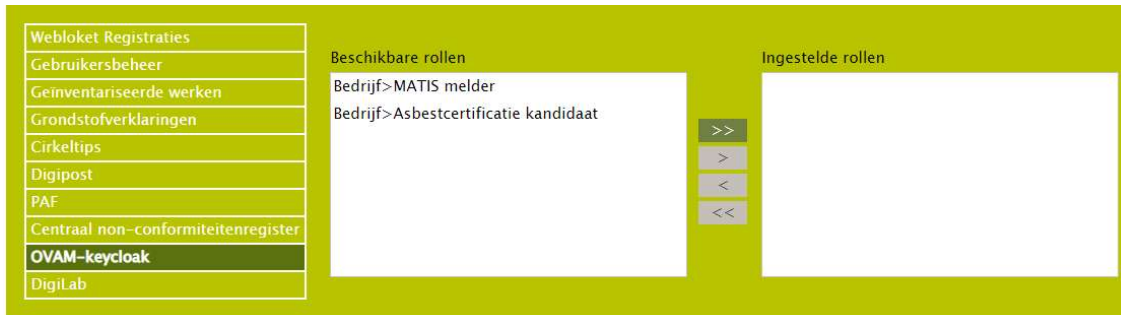 Webloket Registraties
Gebruikersbeheer
Geïnventariseerde werken
Grondstofverklaringen
Cirkeltips
Digipost
PAF
Centraal non-conformiteitenregister
OVAM-keycloak
DigiLab
Beschikbare rollen
Bedrijf>MATIS melder
Bedrijf>Asbestcertificatie kandidaat
>>
>
<
<<
Ingestelde rollen